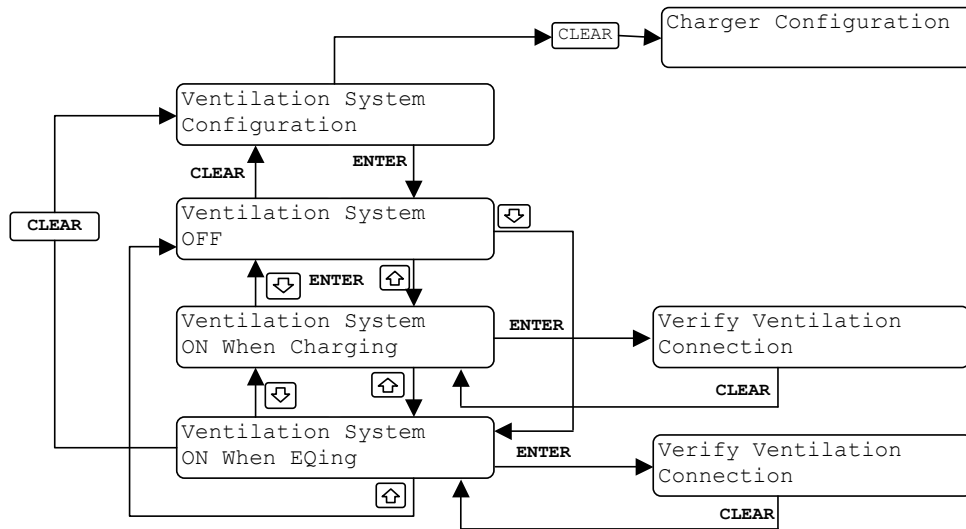 CLEAR
Charger Configuration
Ventilation System
Configuration
CLEAR
ENTER
CLEAR
Ventilation System
OFF
ENTER
Ventilation System
ON When Charging
ENTER
Verify Ventilation
Connection
CLEAR
Ventilation System
ON When EQing
ENTER
Verify Ventilation
Connection
CLEAR